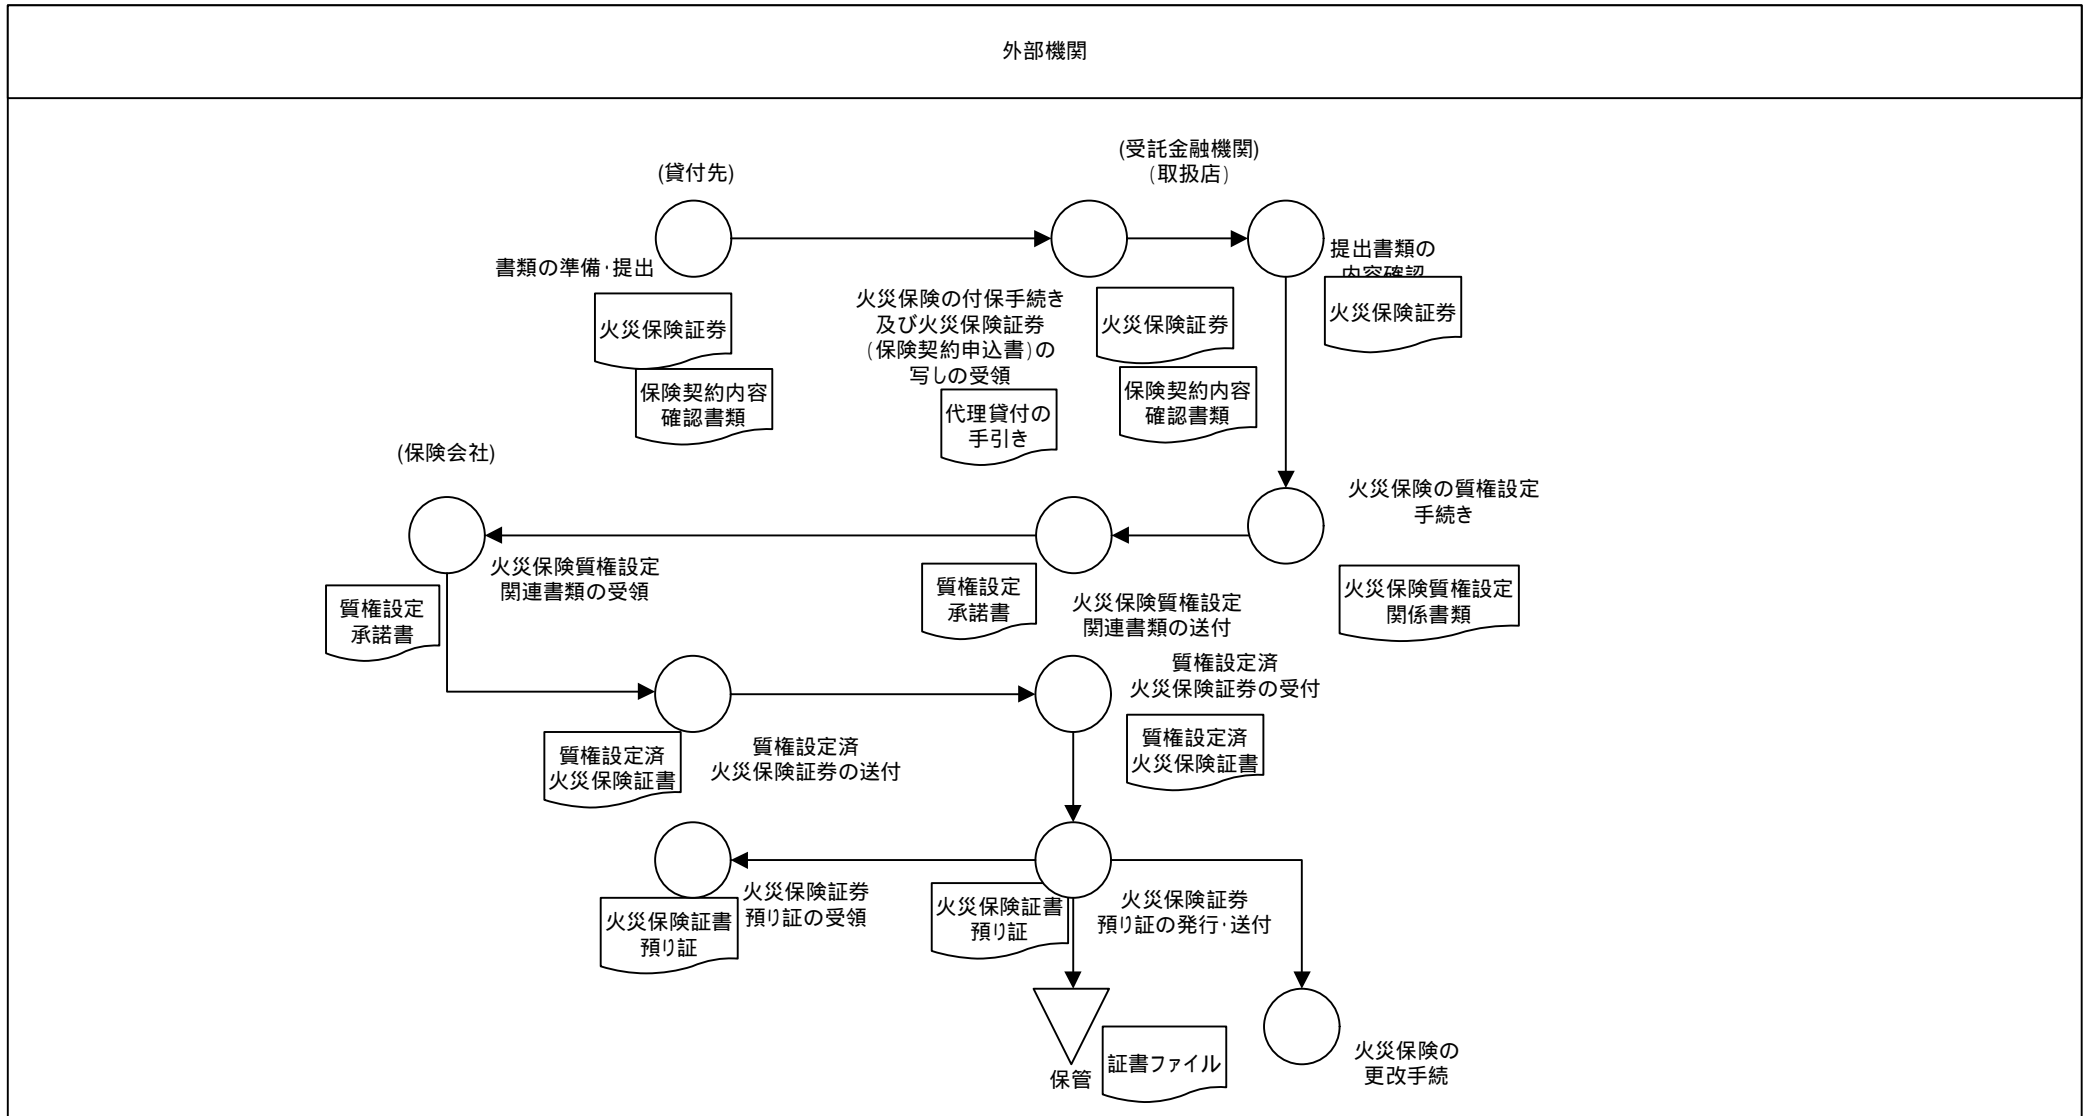 外部機関
(貸付先)
(受託金融機関)
(取扱店)
書類の準備・提出
火災保険証券
保険契約内容
確認書類
火災保険の付保手続き
及び火災保険証券
(保険契約申込書)の
写しの受領
代理貸付の
手引き
火災保険証券
保険契約内容
確認書類
提出書類の
内容確認
火災保険証券
(保険会社)
火災保険の質権設定
手続き
火災保険質権設定
関係書類
火災保険質権設定
関連書類の送付
質権設定
承諾書
火災保険質権設定
関連書類の受領
質権設定
承諾書
質権設定済
火災保険証書
質権設定済
火災保険証券の送付
質権設定済
火災保険証券の受付
質権設定済
火災保険証書
火災保険証券
預り証の受領
火災保険証書
預り証
火災保険証書
預り証
火災保険証券
預り証の発行・送付
保管
証書ファイル
火災保険の
更改手続